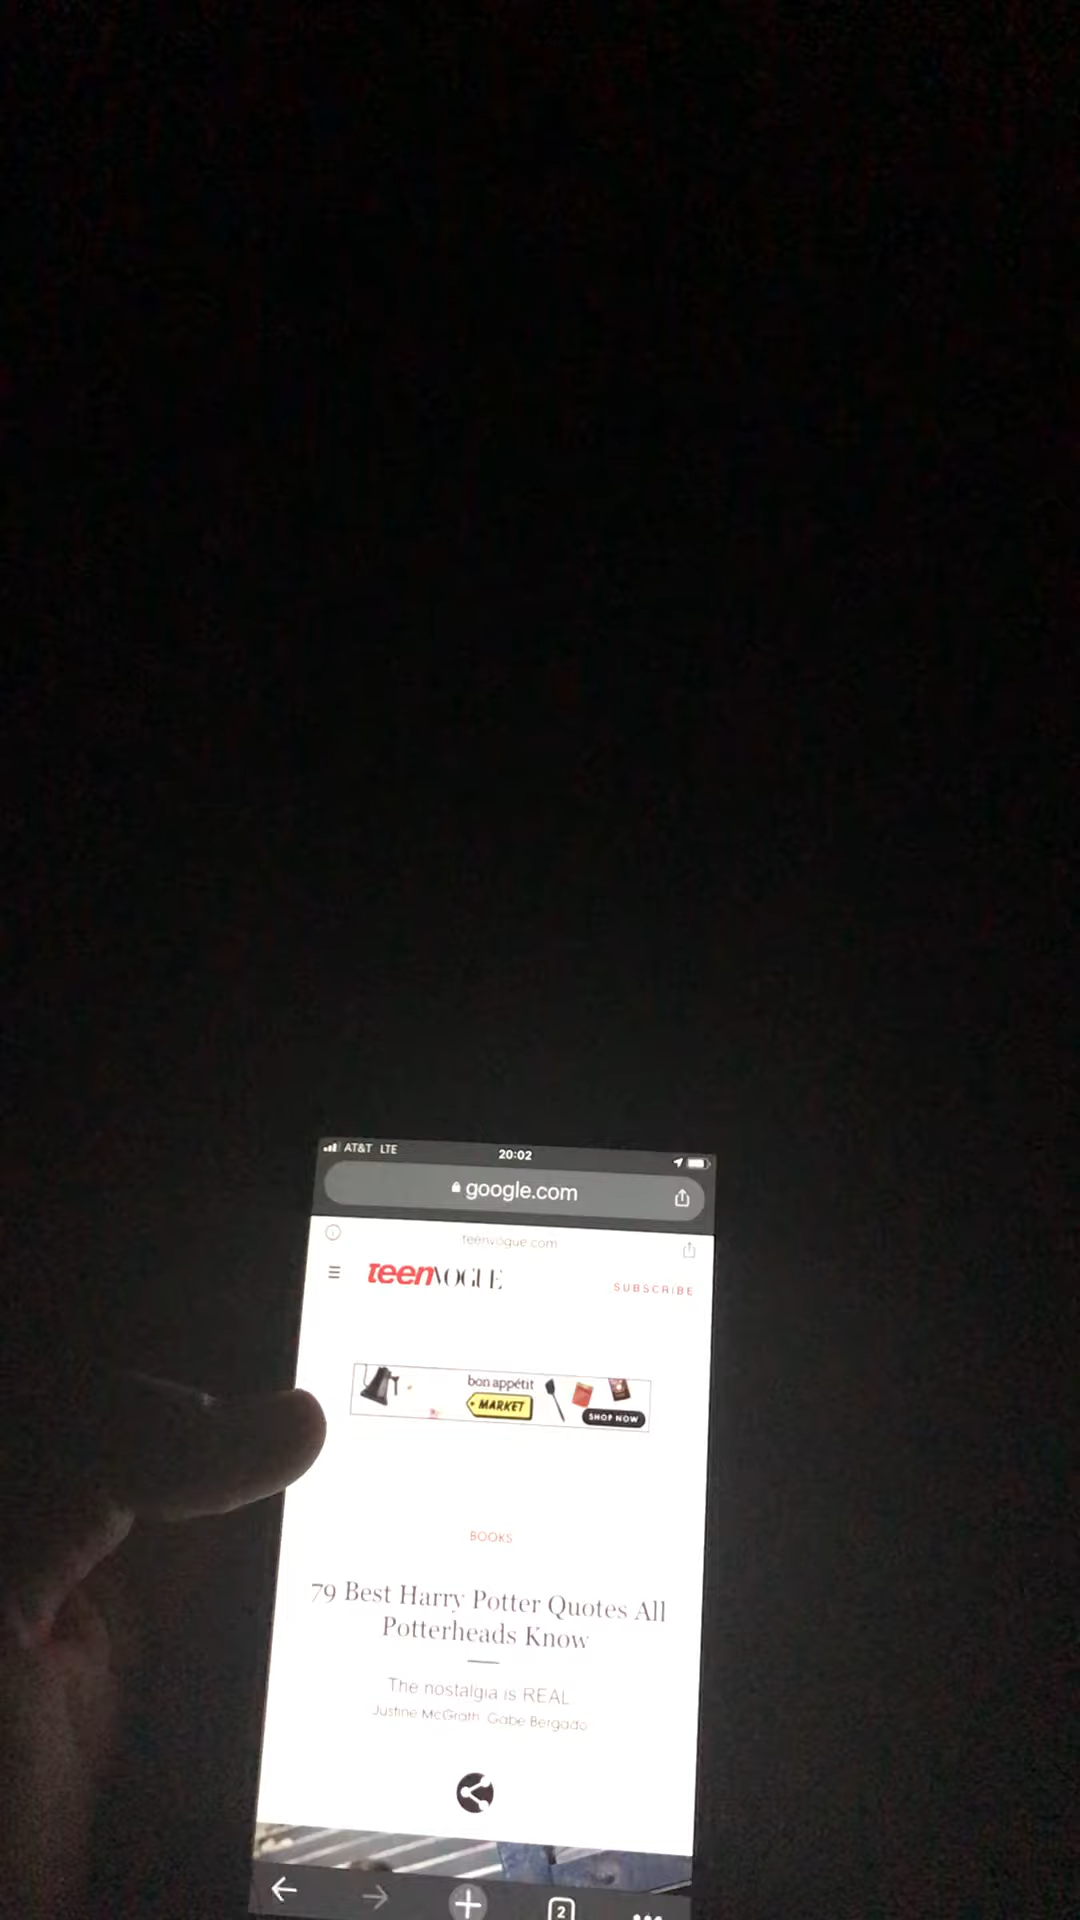 AT&T LTE 20:02
google.com
teenvogue.com
teenVOGUE
SUBSCRIBE
bon appétit
MARKET
SHOP NOW
BOOKS
79 Best Harry Potter Quotes All
Potterheads Know
The nostalgia is REAL
Justine McGrath, Gabe Bergado
2